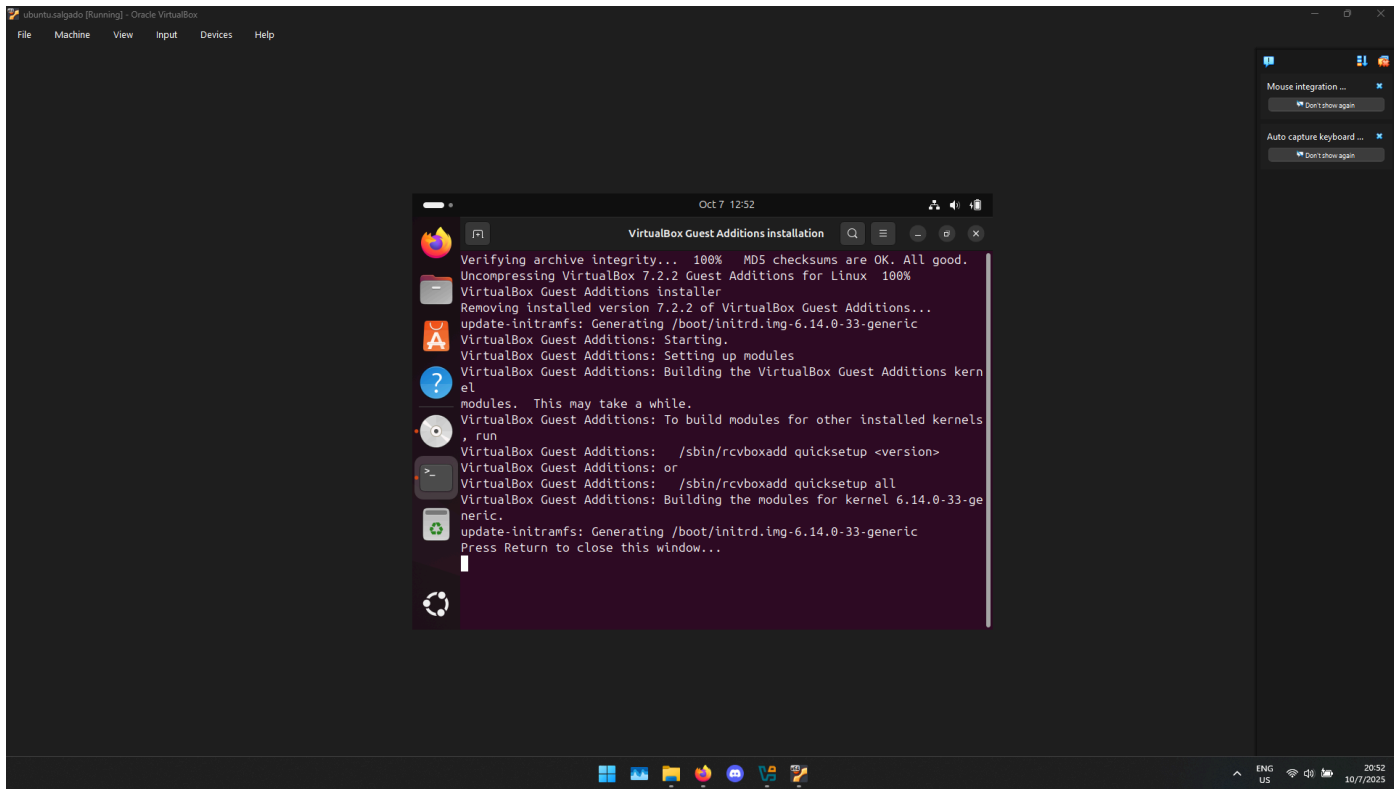 ubuntu.salgado [Running] - Oracle VirtualBox
File Machine View Input Devices Help
Mouse integration ...
Don't show again
Auto capture keyboard ...
Don't show again
Oct 7 12:52
VirtualBox Guest Additions installation
Verifying archive integrity... 100% MD5 checksums are OK. All good.
Uncompressing VirtualBox 7.2.2 Guest Additions for Linux 100%
VirtualBox Guest Additions installer
Removing installed version 7.2.2 of VirtualBox Guest Additions...
update-initramfs: Generating /boot/initrd.img-6.14.0-33-generic
VirtualBox Guest Additions: Starting.
VirtualBox Guest Additions: Setting up modules
VirtualBox Guest Additions: Building the VirtualBox Guest Additions kern
el
modules. This may take a while.
VirtualBox Guest Additions: To build modules for other installed kernels
, run
VirtualBox Guest Additions: /sbin/rcvboxadd quicksetup <version>
VirtualBox Guest Additions: or
VirtualBox Guest Additions: /sbin/rcvboxadd quicksetup all
VirtualBox Guest Additions: Building the modules for kernel 6.14.0-33-ge
neric.
update-initramfs: Generating /boot/initrd.img-6.14.0-33-generic
Press Return to close this window...
ENG
US
20:52
10/7/2025